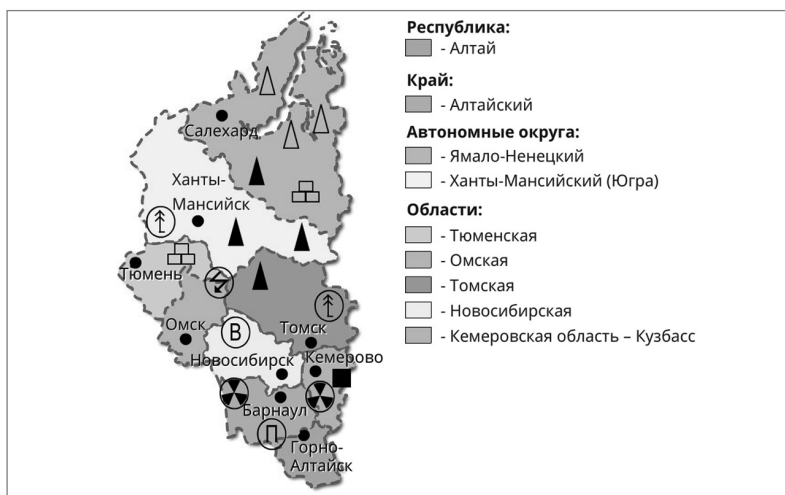 Салехард
Ханты-
Мансийск
Тюмень
Омск
В
Томск
Новосибирск
Кемерово
Барнаул
П
Горно-
Алтайск
Республика:
- Алтай
Край:
- Алтайский
Автономные округа:
- Ямало-Ненецкий
- Ханты-Мансийский (Югра)
Области:
- Тюменская
- Омская
- Томская
- Новосибирская
- Кемеровская область – Кузбасс